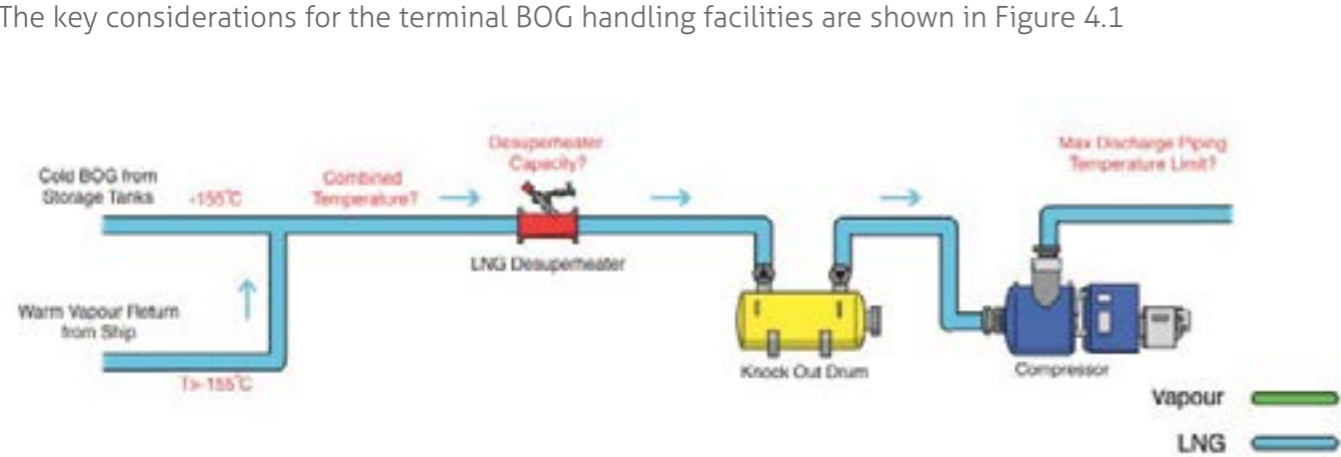 The key considerations for the terminal BOG handling facilities are shown in Figure 4.1
Cold BOG from
Storage Tanks
-155°C
Combined
Temperature?
Desuperheater
Capacity?
Max Discharge Piping
Temperature Limit?
LNG Desuperheater
Warm Vapour Return
from Ship
T>-155°C
Knock Out Drum
Compressor
Vapour
LNG